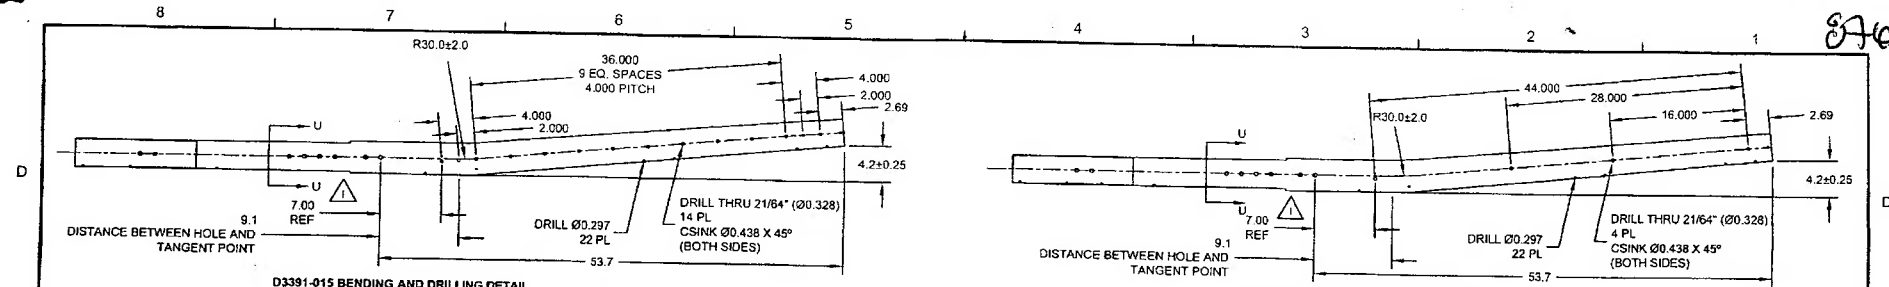 8 7 6 5 4 3 2 1
R30.0±2.0
36.000
9 EQ. SPACES
4.000 PITCH
4.000
2.000
2.69
4.000
2.000
U
U
D
4.2±0.25
7.00
REF
9.1
DISTANCE BETWEEN HOLE AND
TANGENT POINT
DRILL Ø0.297
22 PL
DRILL THRU 21/64" (Ø0.328)
14 PL
CSINK Ø0.438 X 45°
(BOTH SIDES)
53.7
D3391-015 BENDING AND DRILLING DETAIL
44.000
28.000
16.000
2.69
R30.0±2.0
U
U
4.2±0.25
D
7.00
REF
9.1
DISTANCE BETWEEN HOLE AND
TANGENT POINT
DRILL Ø0.297
22 PL
DRILL THRU 21/64" (Ø0.328)
4 PL
CSINK Ø0.438 X 45°
(BOTH SIDES)
53.7